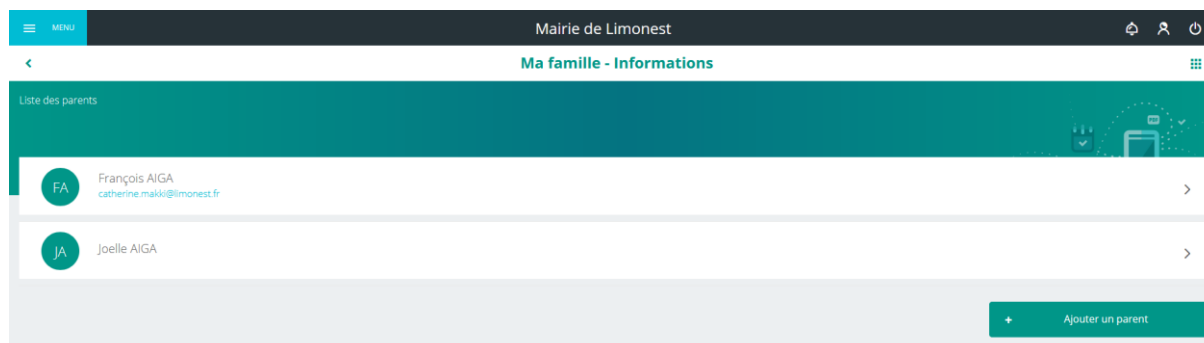 MENU
Mairie de Limonest
Ma famille - Informations
Liste des parents
PDF
FA
François AIGA
catherine.makki@limonest.fr
JA
Joelle AIGA
+ Ajouter un parent